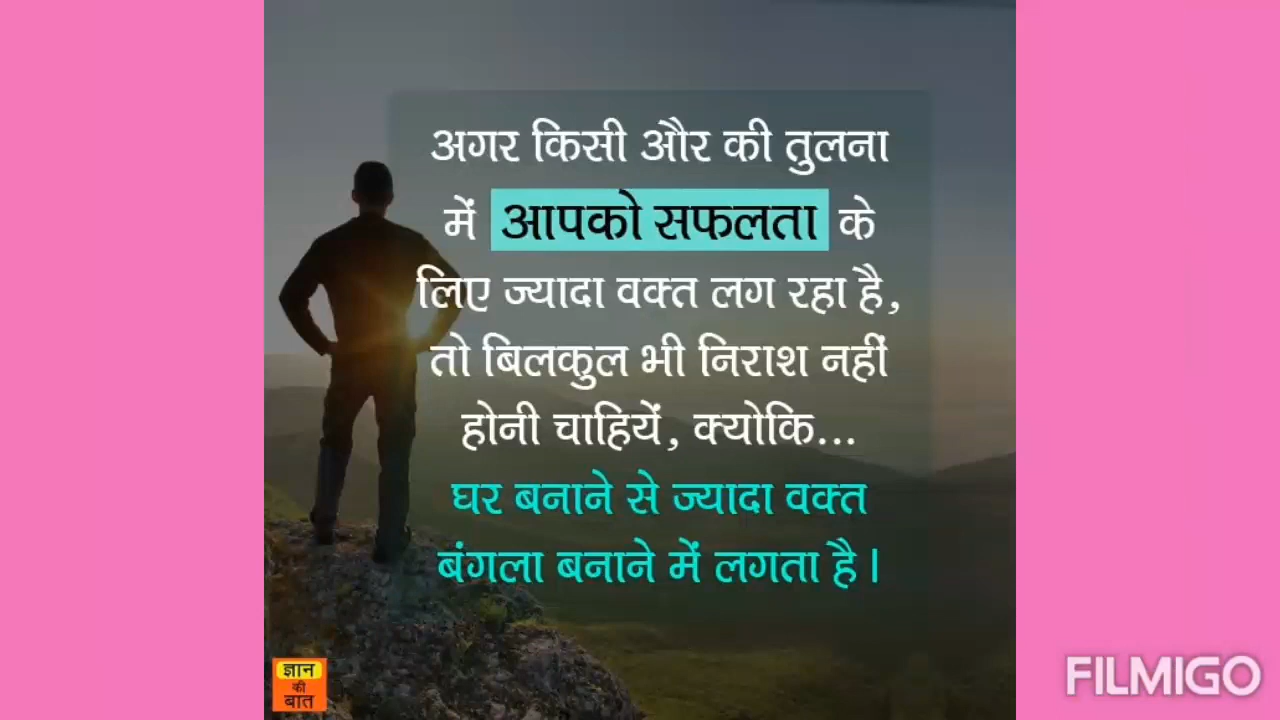 अगर किसी और की तुलना
में आपको सफलता के
लिए ज्यादा वक्त लग रहा है,
तो बिलकुल भी निराश नहीं
होनी चाहियें, क्योकि...
घर बनाने से ज्यादा वक्त
बंगला बनाने में लगता है।
ज्ञान
की
बात
FILMIGO